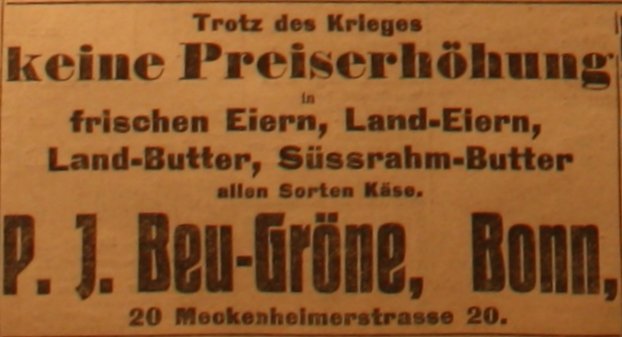 Trotz des Krieges
keine Preiserhöhung
in
frischen Eiern, Land-Eiern,
Land-Butter, Süssrahm-Butter
allen Sorten Käse.
P. J. Beu-Gröne, Bonn,
20 Meckenheimerstrasse 20.